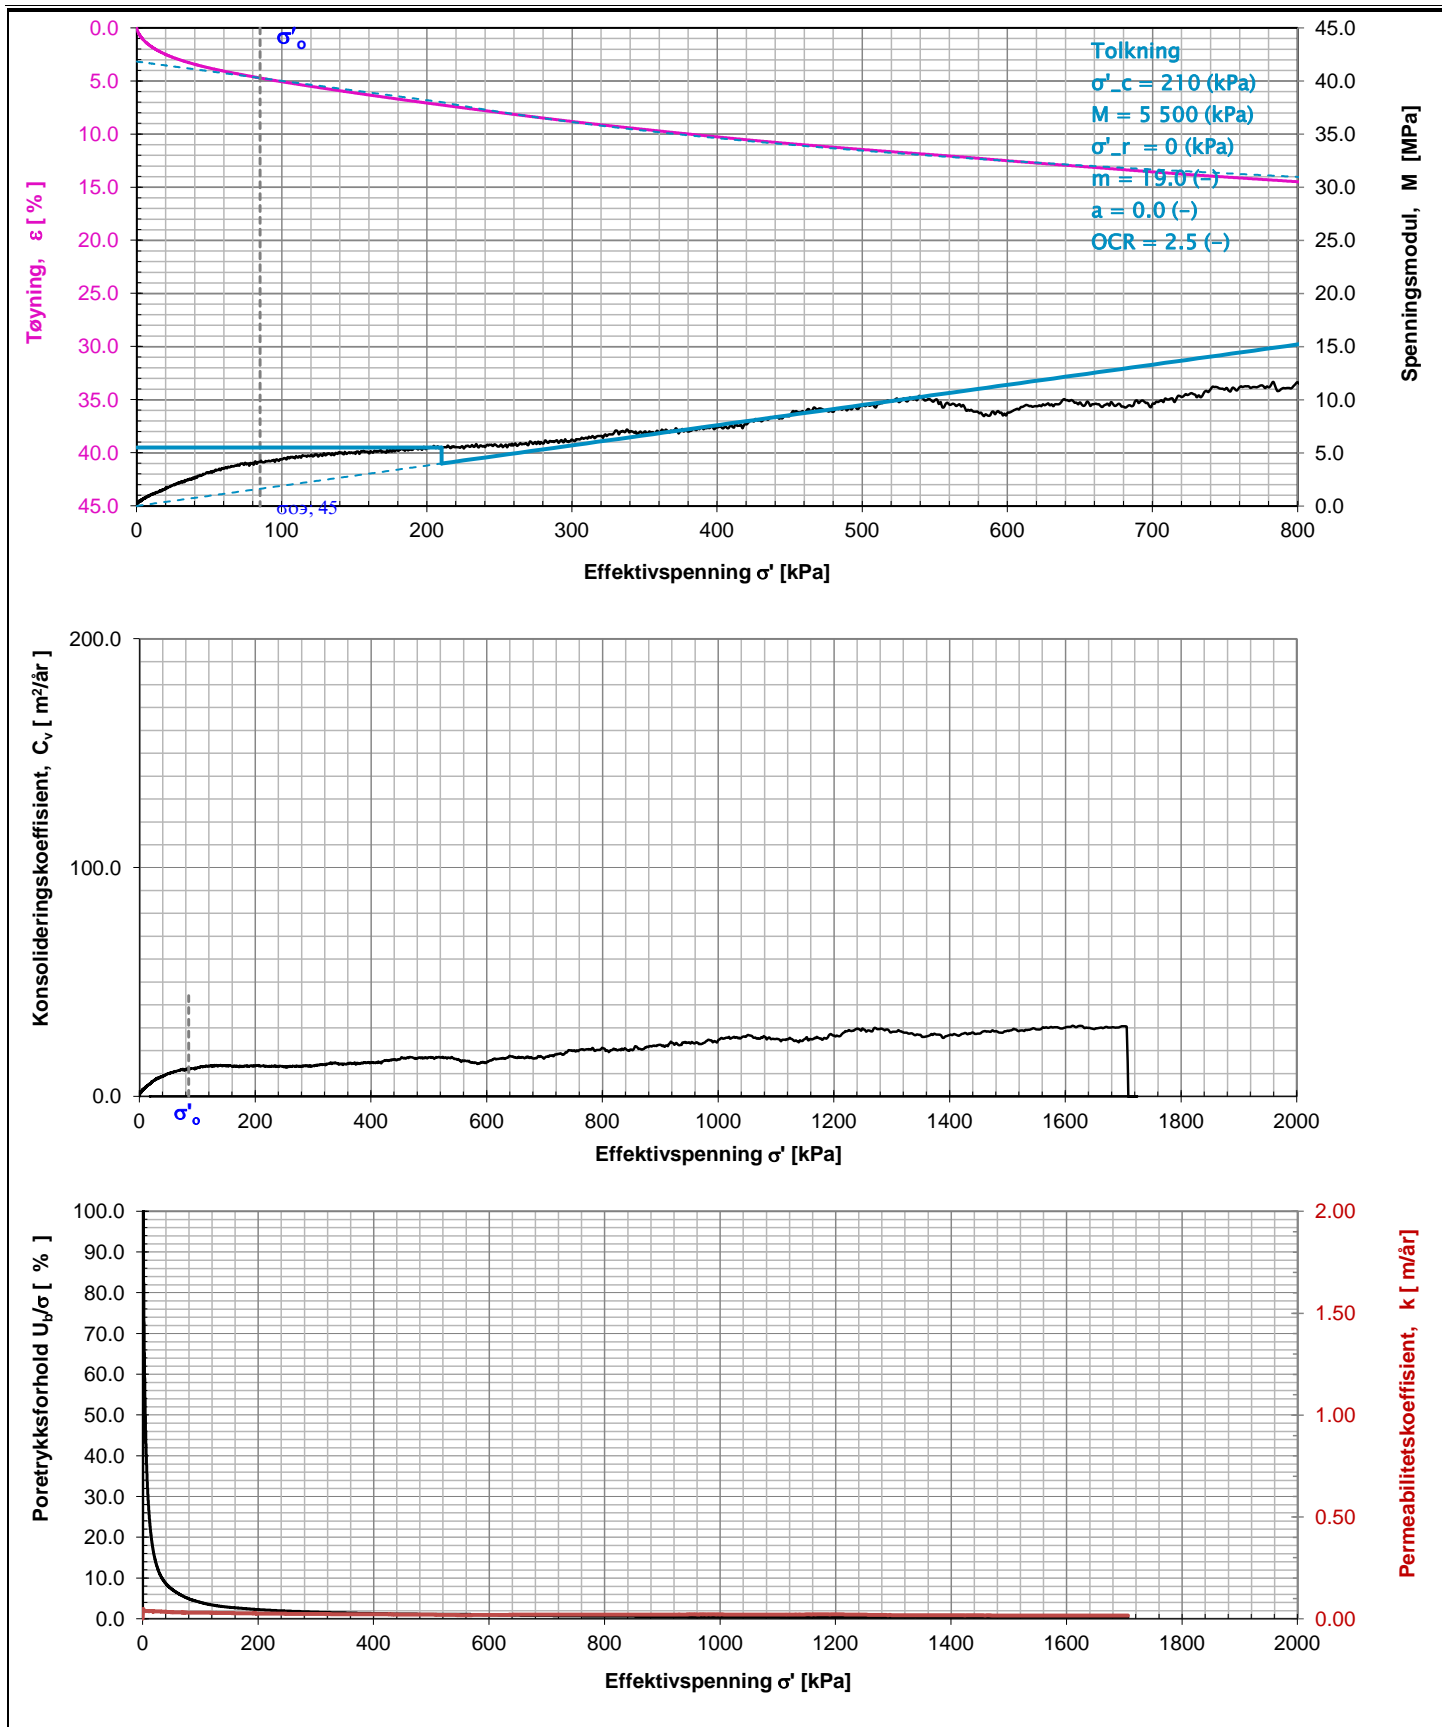 0.0
5.0
10.0
15.0
20.0
25.0
30.0
35.0
40.0
45.0
Tøyning, ε [ % ]
σ'o
Tolkning
σ'_c = 210 (kPa)
M = 5 500 (kPa)
σ'_r = 0 (kPa)
m = 19.0 (-)
a = 0.0 (-)
OCR = 2.5 (-)
45.0
40.0
35.0
30.0
25.0
20.0
15.0
10.0
5.0
0.0
Spenningsmodul, M [MPa]
45
0 100 200 300 400 500 600 700 800
Effektivspenning σ' [kPa]
200.0
100.0
0.0
Konsolideringskoeffisient, Cv [ m²/år ]
σ'o
0 200 400 600 800 1000 1200 1400 1600 1800 2000
Effektivspenning σ' [kPa]
100.0
90.0
80.0
70.0
60.0
50.0
40.0
30.0
20.0
10.0
0.0
Poretrykksforhold Ub/σ [ % ]
2.00
1.50
1.00
0.50
0.00
Permeabilitetskoeffisient, k [ m/år]
0 200 400 600 800 1000 1200 1400 1600 1800 2000
Effektivspenning σ' [kPa]